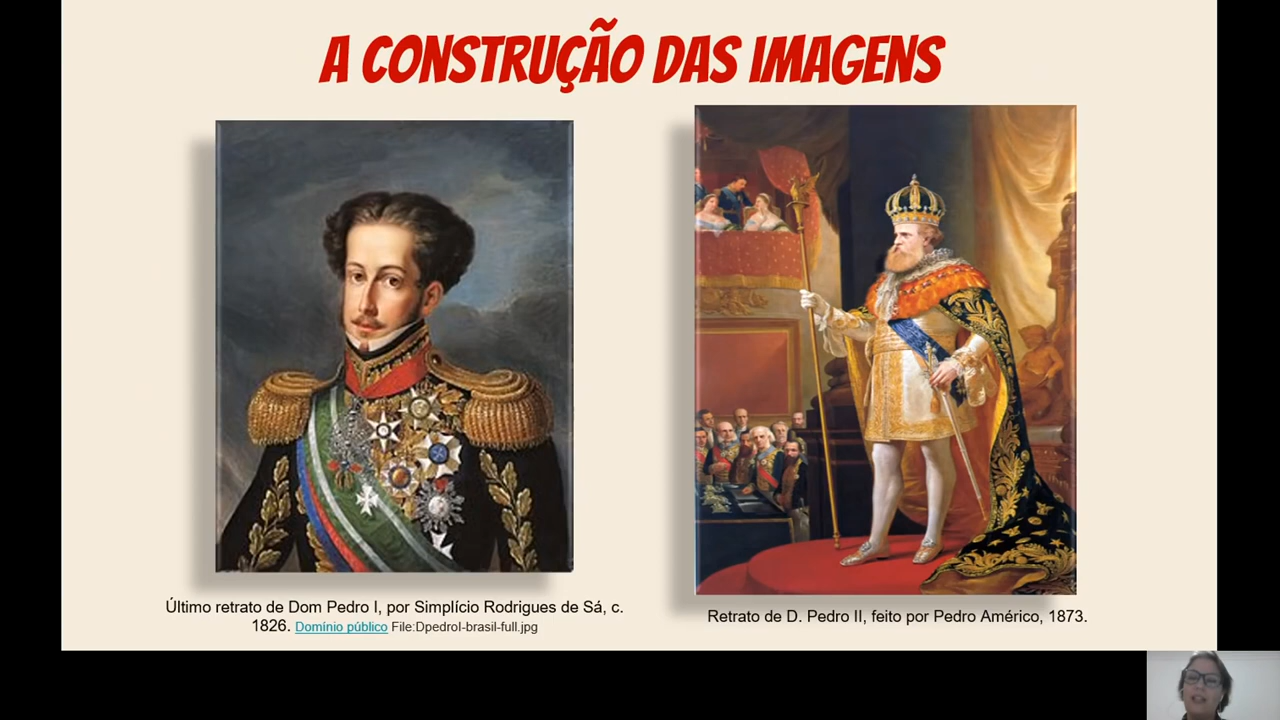 A CONSTRUÇÃO DAS IMAGENS
Último retrato de Dom Pedro I, por Simplício Rodrigues de Sá, c.
1826. Domínio público File:DpedroI-brasil-full.jpg
Retrato de D. Pedro II, feito por Pedro Américo, 1873.